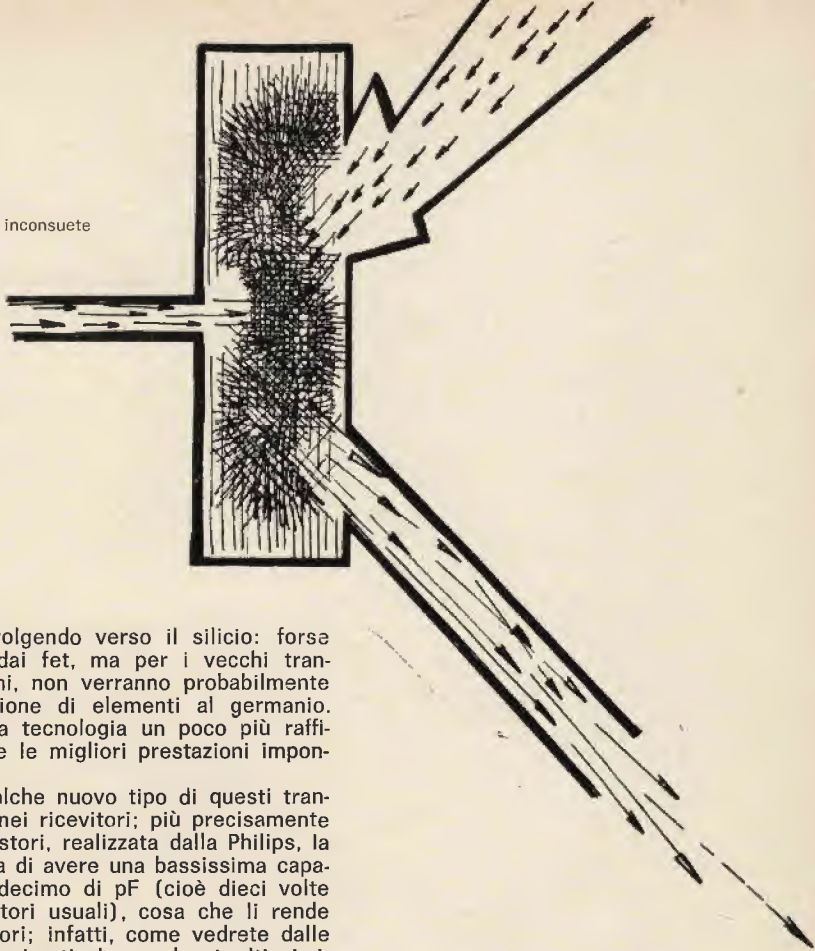 inconsuete
olgendo verso il silicio: forse
dai fet, ma per i vecchi tran-
ni, non verranno probabilmente
ione di elementi al germanio.
a tecnologia un poco più raffi-
e le migliori prestazioni impon-
alche nuovo tipo di questi tran-
nei ricevitori; più precisamente
stori, realizzata dalla Philips, la
a di avere una bassissima capa-
decimo di pF (cioè dieci volte
tori usuali), cosa che li rende
ori; infatti, come vedrete dalle